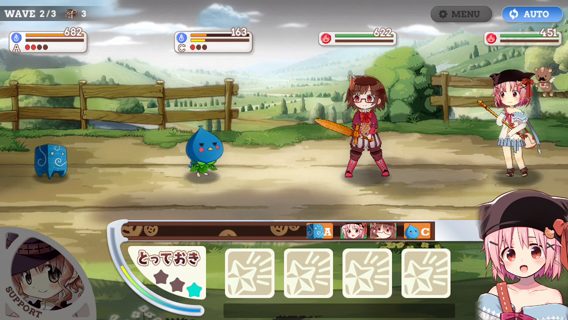 WAVE 2/3 3
MENU
AUTO
682
A
163
C
622
451
A
C
とっておき
SUPPORT